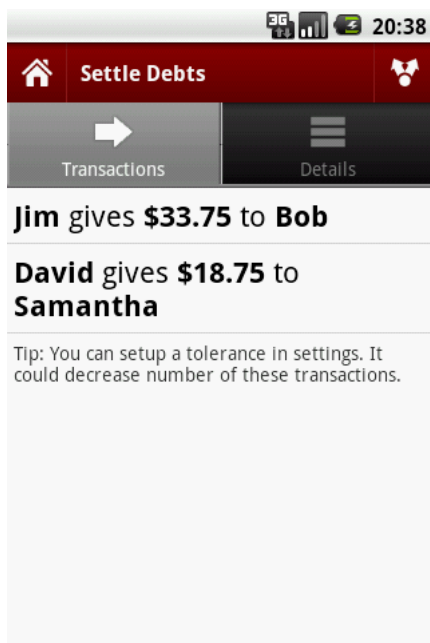 3G 20:38
Settle Debts
Transactions Details
Jim gives $33.75 to Bob
David gives $18.75 to
Samantha
Tip: You can setup a tolerance in settings. It
could decrease number of these transactions.